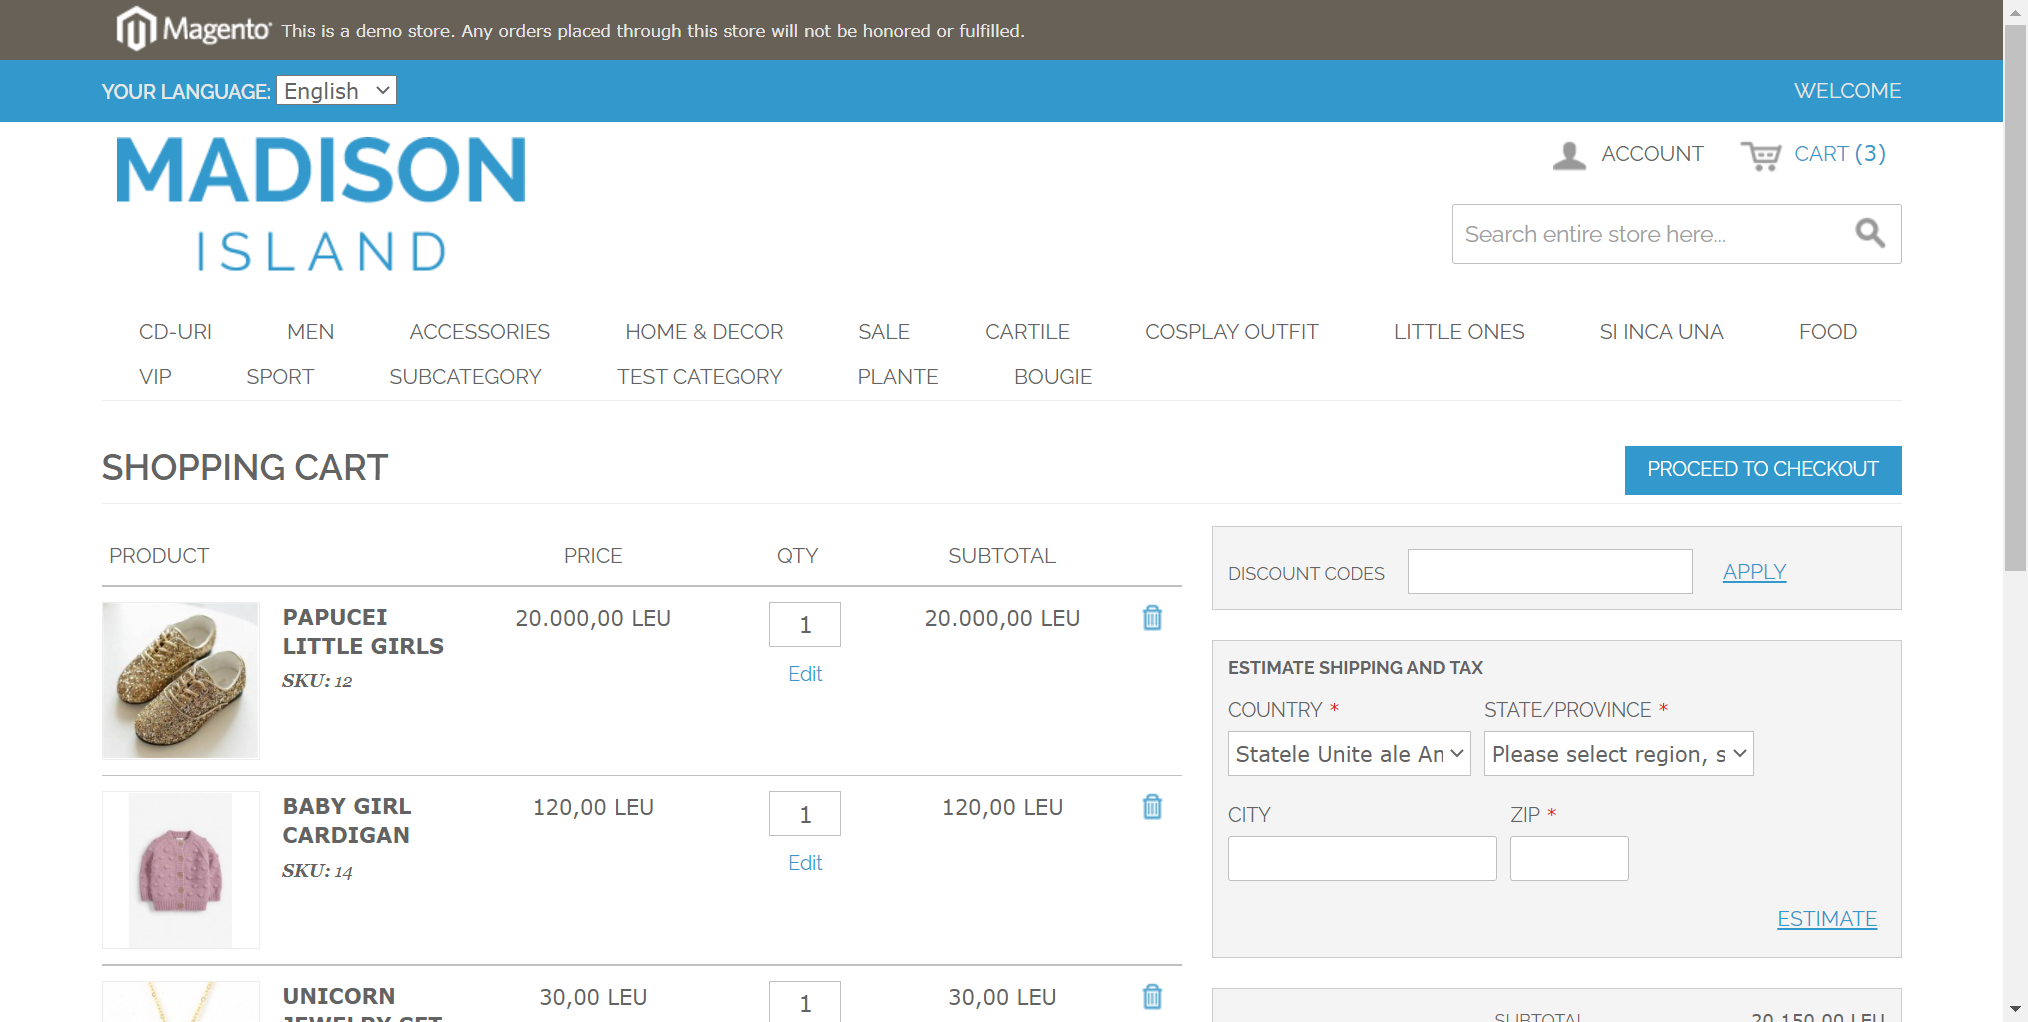 Magento® This is a demo store. Any orders placed through this store will not be honored or fulfilled.
YOUR LANGUAGE: English WELCOME
MADISON
ISLAND
ACCOUNT CART (3)
Search entire store here...
CD-URI MEN ACCESSORIES HOME & DECOR SALE CARTILE COSPLAY OUTFIT LITTLE ONES SI INCA UNA FOOD
VIP SPORT SUBCATEGORY TEST CATEGORY PLANTE BOUGIE
SHOPPING CART PROCEED TO CHECKOUT
PRODUCT PRICE QTY SUBTOTAL
PAPUCEI LITTLE GIRLS 20.000,00 LEU 1 20.000,00 LEU
SKU: 12 Edit
BABY GIRL CARDIGAN 120,00 LEU 1 120,00 LEU
SKU: 14 Edit
UNICORN JEWELRY SET 30,00 LEU 1 30,00 LEU
DISCOUNT CODES APPLY
ESTIMATE SHIPPING AND TAX
COUNTRY * STATE/PROVINCE *
Statele Unite ale Am Please select region, s
CITY ZIP *
ESTIMATE
SUBTOTAL 20.150,00 LEU